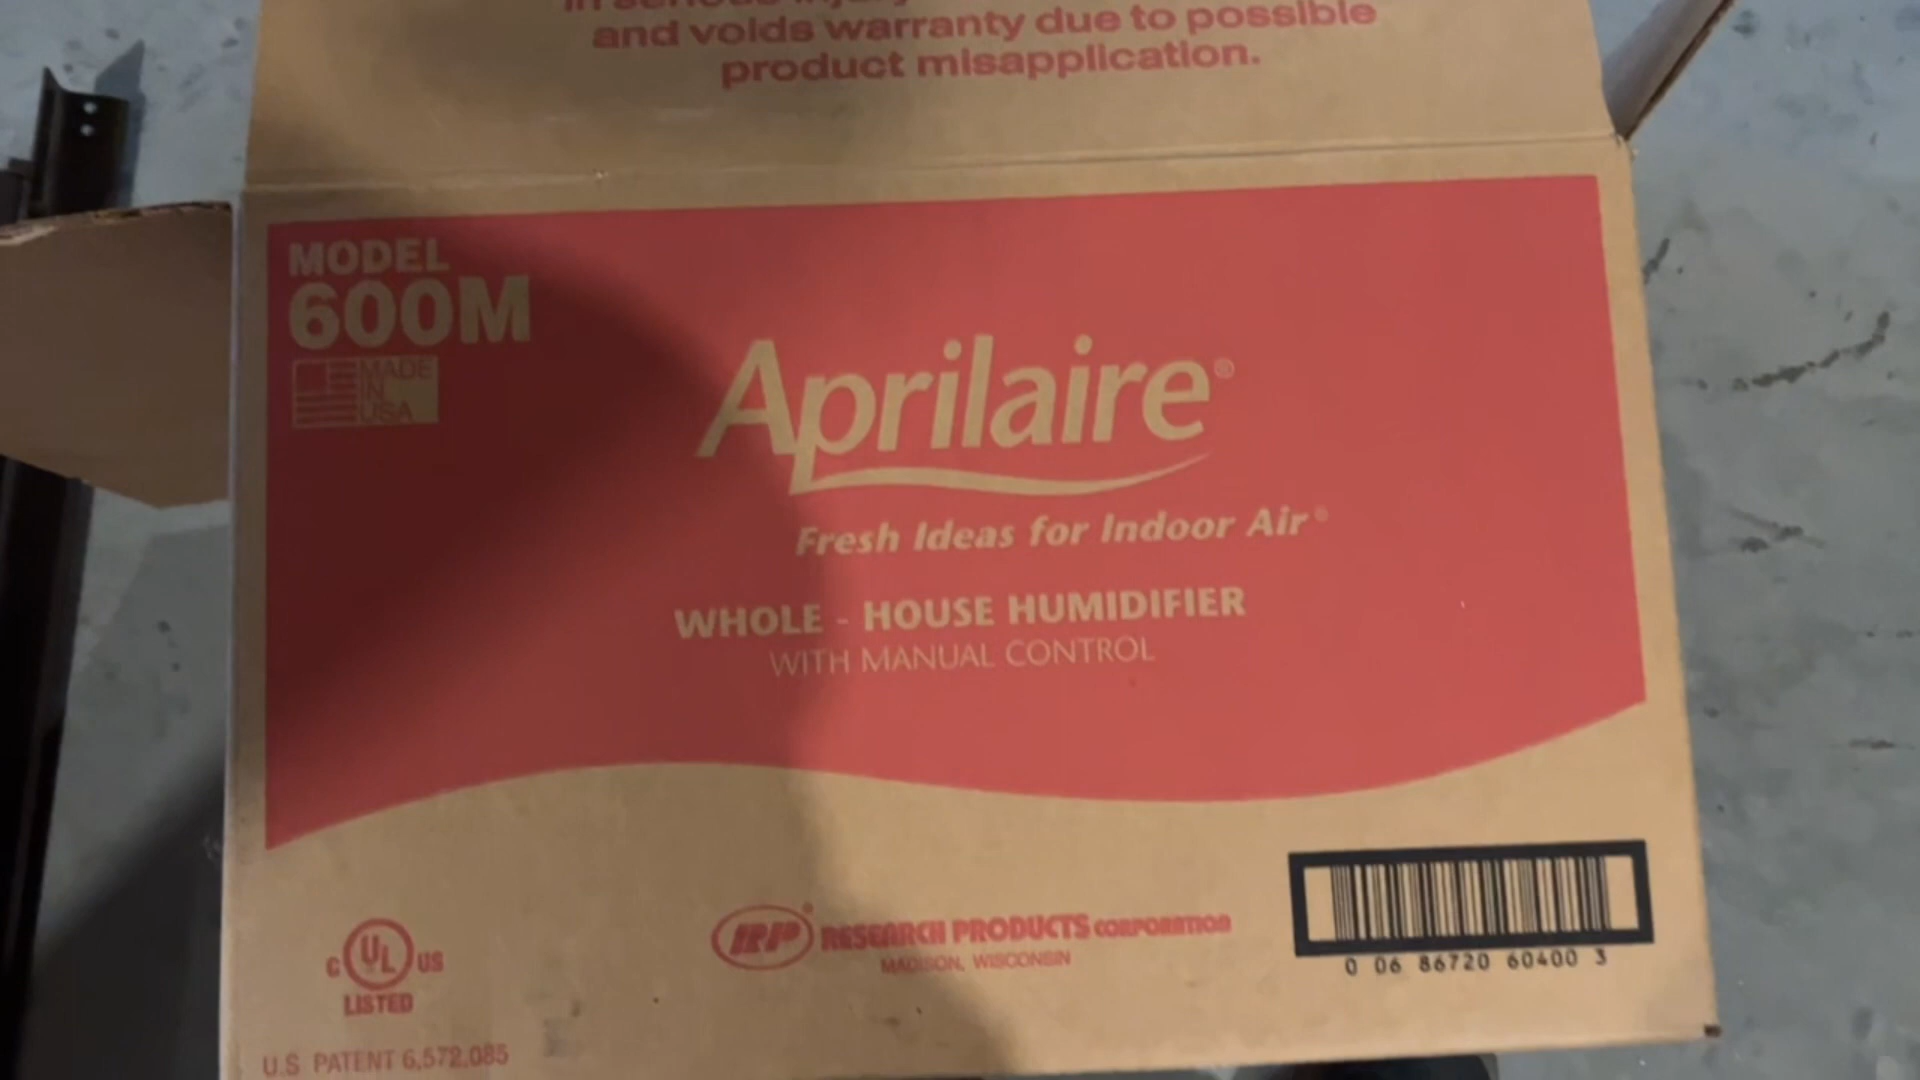 and voids warranty due to possible
product misapplication.
MODEL
600M
MADE
IN
USA
Aprilaire®
Fresh Ideas for Indoor Air®
WHOLE - HOUSE HUMIDIFIER
WITH MANUAL CONTROL
C UL US
LISTED
RP® RESEARCH PRODUCTS CORPORATION
MADISON, WISCONSIN
0 06 86720 60400 3
U.S PATENT 6,572,085